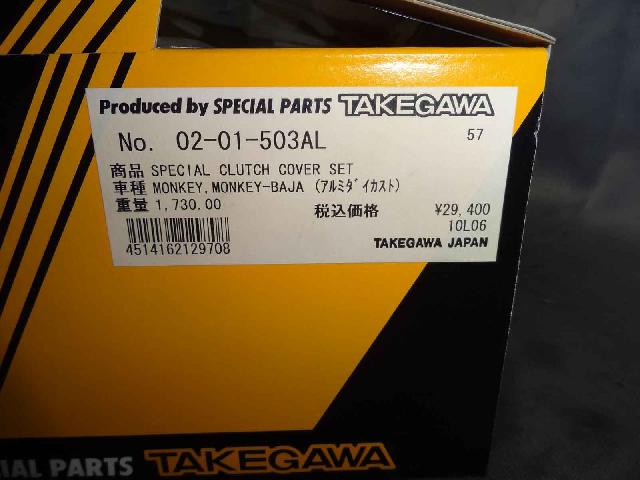 Produced by SPECIAL PARTS TAKEGAWA
No. 02-01-503AL 57
商品 SPECIAL CLUTCH COVER SET
車種 MONKEY,MONKEY-BAJA (アルミダイカスト)
重量 1,730.00 税込価格 ¥29,400
10L06
4514162129708 TAKEGAWA JAPAN
CIAL PARTS TAKEGAWA